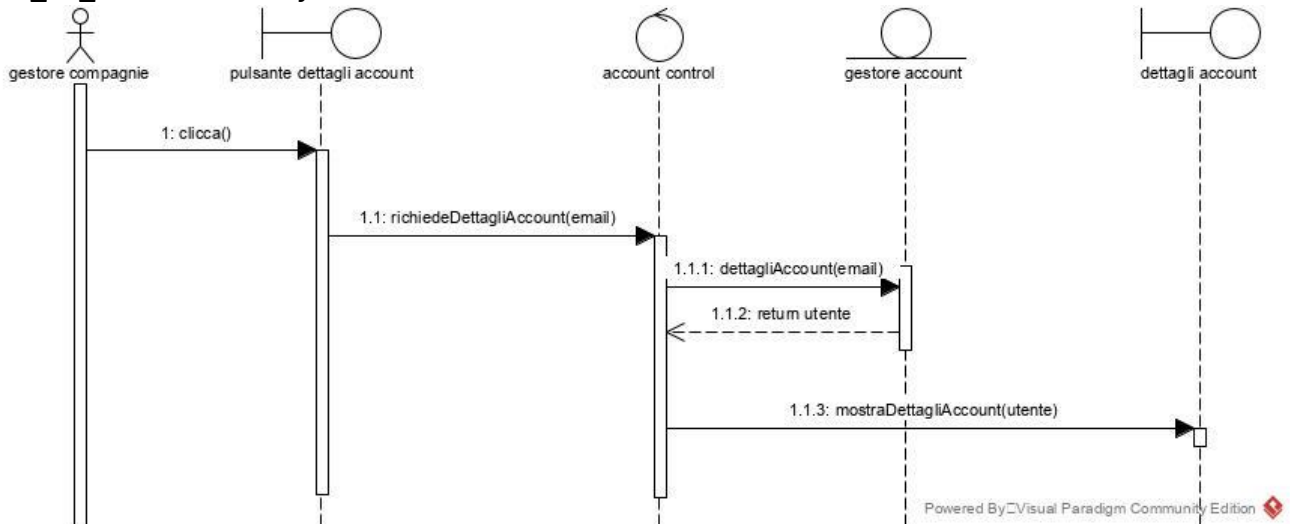 gestore compagnie
pulsante dettagli account
account control
gestore account
dettagli account
1: clicca()
1.1: richiedeDettagliAccount(email)
1.1.1: dettagliAccount(email)
1.1.2: return utente
1.1.3: mostraDettagliAccount(utente)
Powered By Visual Paradigm Community Edition